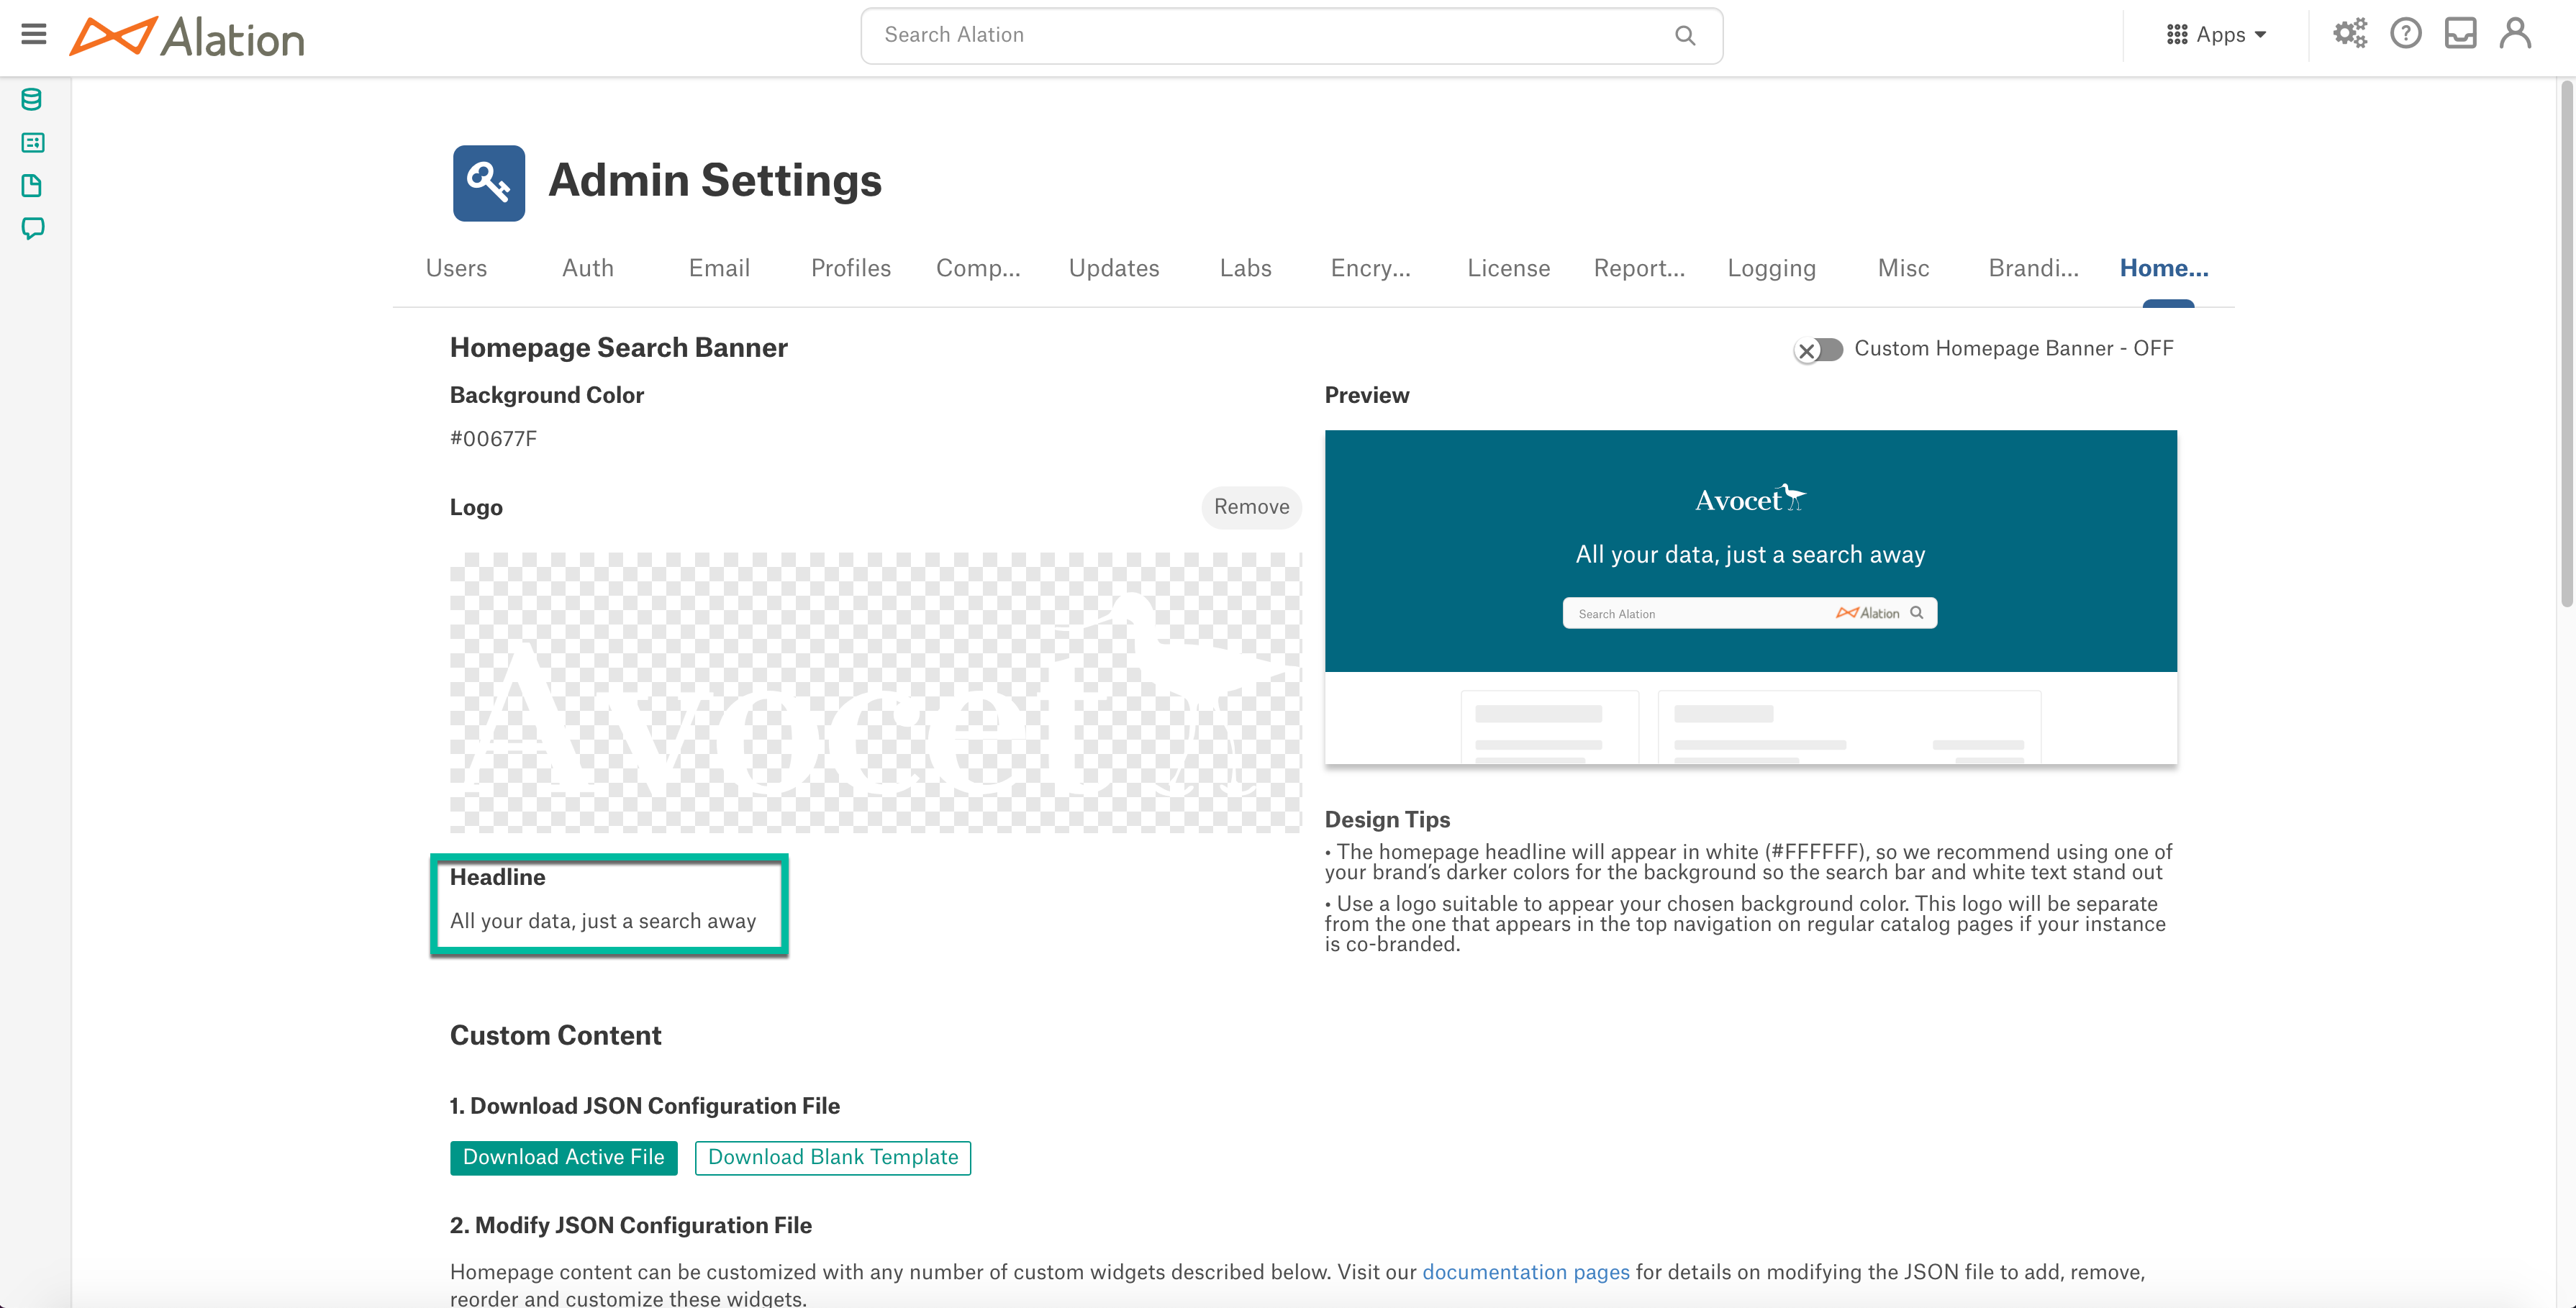 Alation
Search Alation
Apps
Admin Settings
Users Auth Email Profiles Comp... Updates Labs Encry... License Report... Logging Misc Brandi... Home...
Homepage Search Banner
Custom Homepage Banner - OFF
Background Color
#00677F
Logo
Remove
Avocet
Headline
All your data, just a search away
Preview
Avocet
All your data, just a search away
Search Alation
Alation
Design Tips
• The homepage headline will appear in white (#FFFFFF), so we recommend using one of
your brand's darker colors for the background so the search bar and white text stand out
• Use a logo suitable to appear your chosen background color. This logo will be separate
from the one that appears in the top navigation on regular catalog pages if your instance
is co-branded.
Custom Content
1. Download JSON Configuration File
Download Active File
Download Blank Template
2. Modify JSON Configuration File
Homepage content can be customized with any number of custom widgets described below. Visit our documentation pages for details on modifying the JSON file to add, remove,
reorder and customize these widgets.